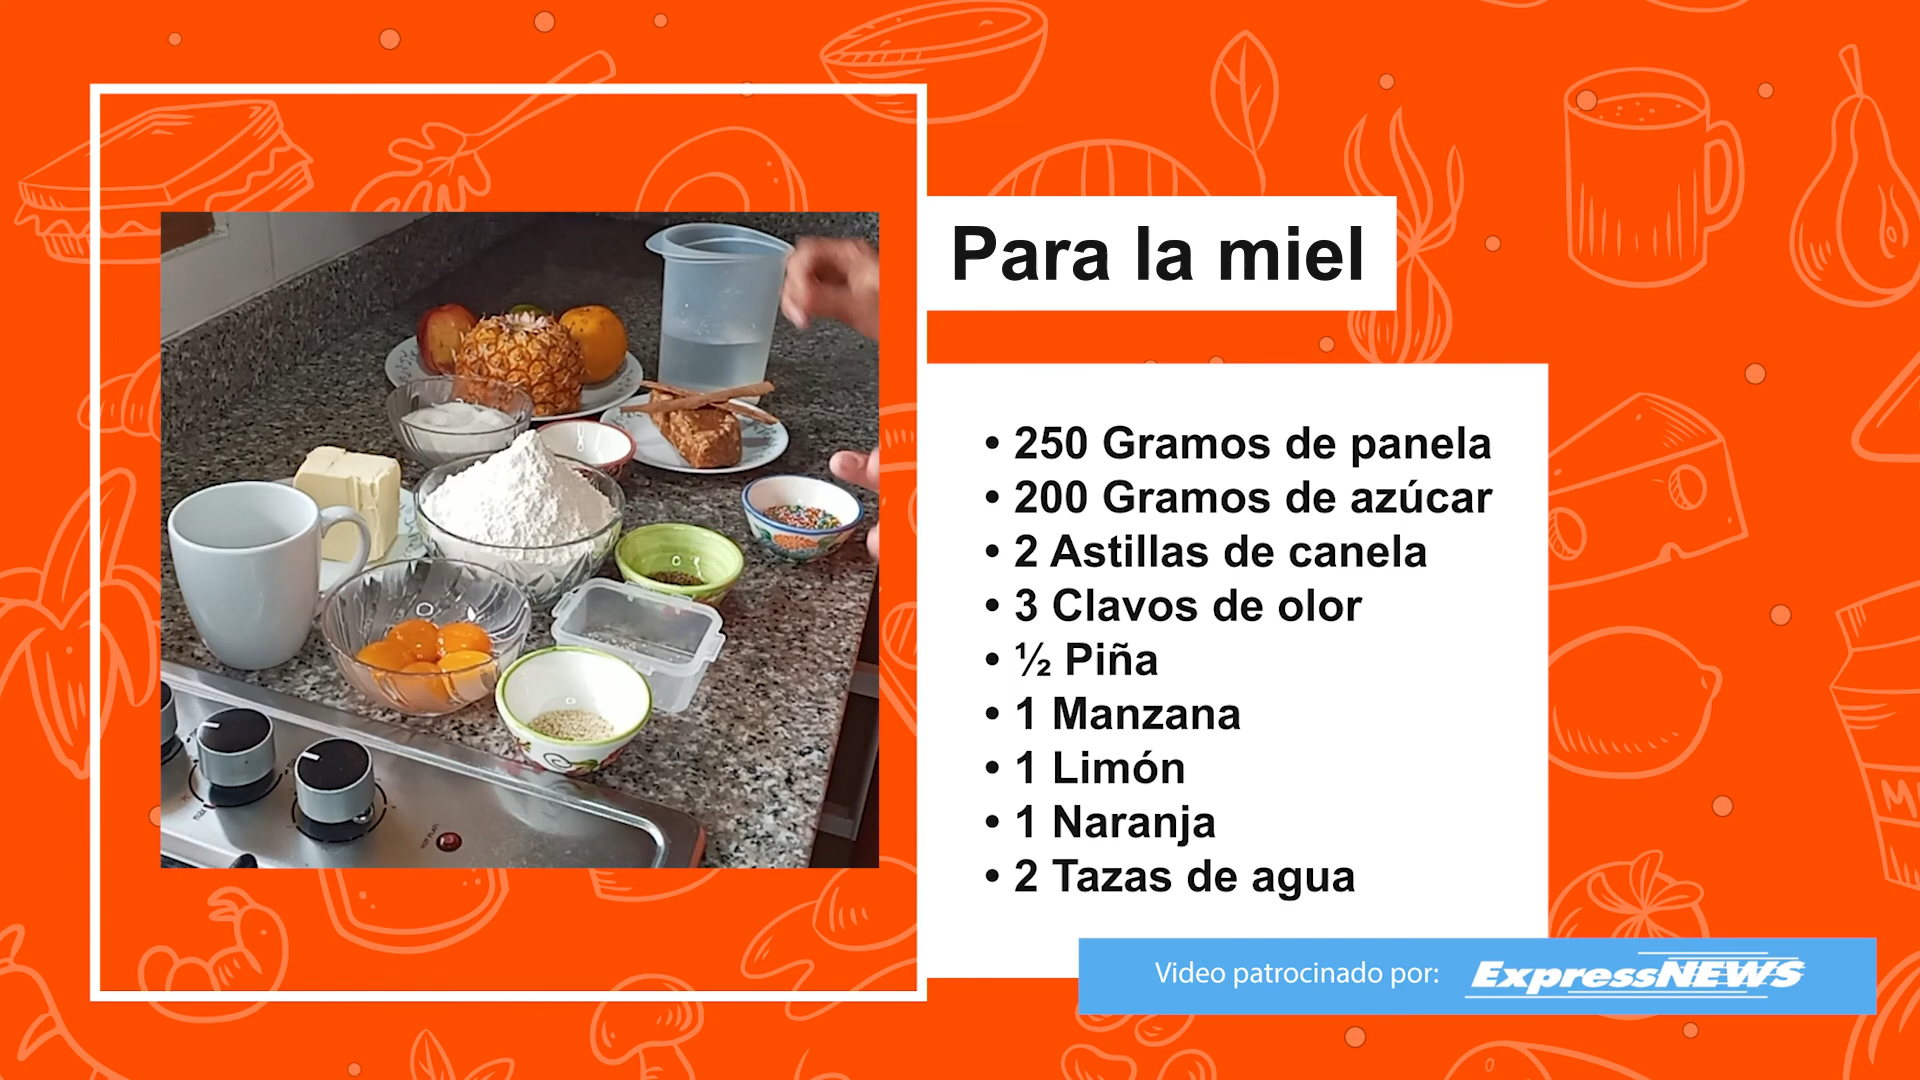 Para la miel
• 250 Gramos de panela
• 200 Gramos de azúcar
• 2 Astillas de canela
• 3 Clavos de olor
• ½ Piña
• 1 Manzana
• 1 Limón
• 1 Naranja
• 2 Tazas de agua
Video patrocinado por: ExpressNEWS